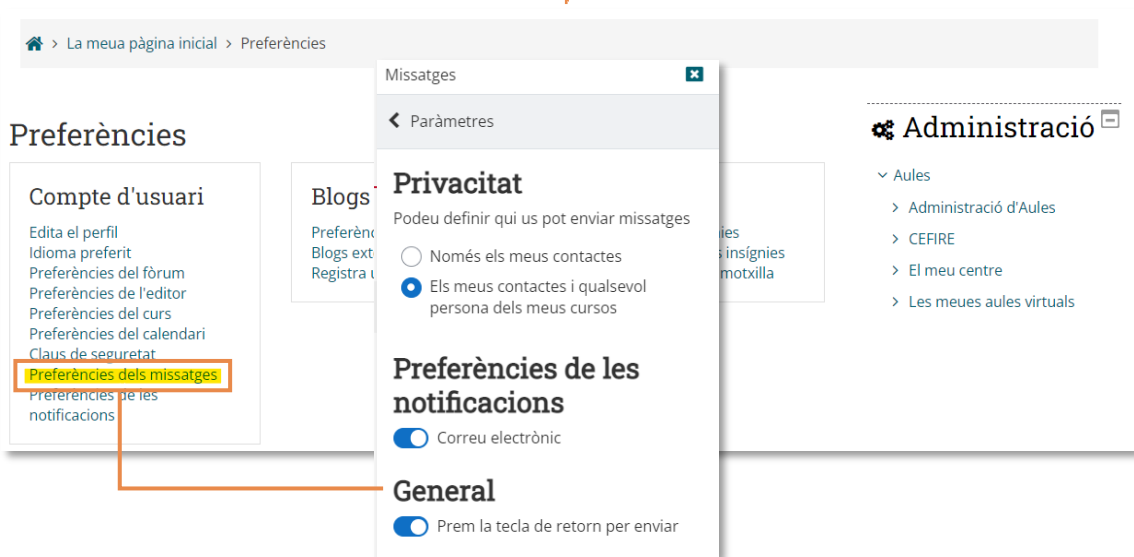 La meua pàgina inicial > Preferències
Preferències
Compte d'usuari
Edita el perfil
Idioma preferit
Preferències del fòrum
Preferències de l'editor
Preferències del curs
Preferències del calendari
Claus de seguretat
Preferències dels missatges
Preferències de les
notificacions
Blogs
Registra
Missatges
Paràmetres
Privacitat
Podeu definir qui us pot enviar missatges
Només els meus contactes
Els meus contactes i qualsevol
persona dels meus cursos
Preferències de les
notificacions
Correu electrònic
General
Prem la tecla de retorn per enviar
insígnies
motxilla
Administració
Aules
Administració d'Aules
CEFIRE
El meu centre
Les meues aules virtuals